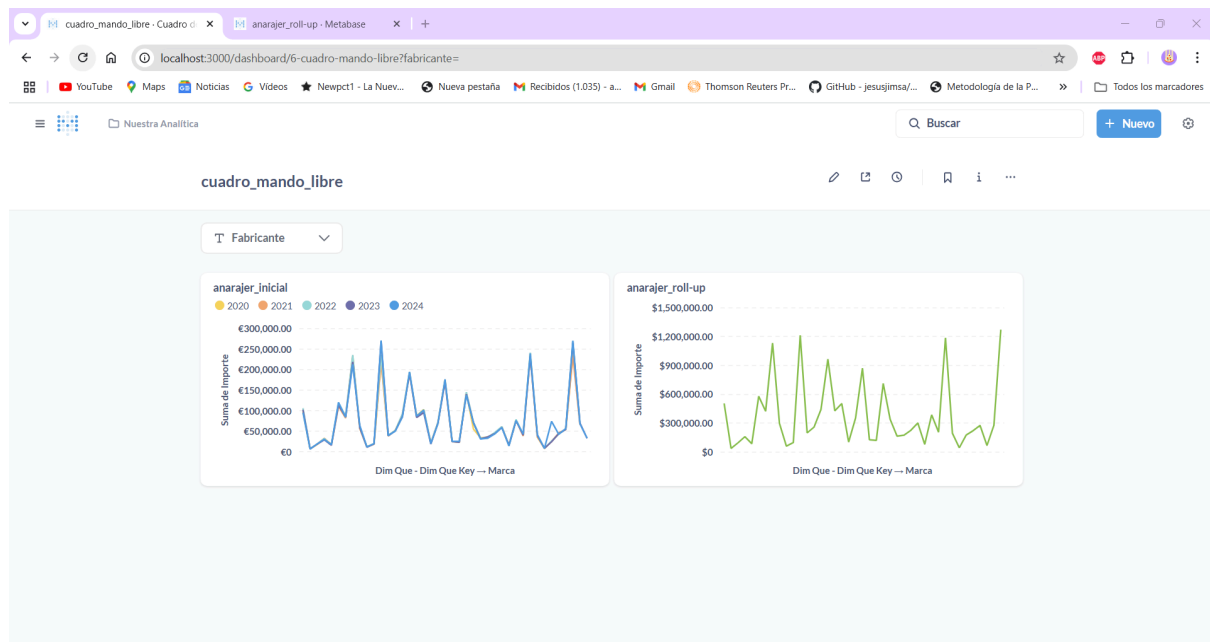 cuadro_mando_libre · Cuadro d
anarajer_roll-up · Metabase
localhost:3000/dashboard/6-cuadro-mando-libre?fabricante=
ABP
YouTube
Maps
Noticias
Vídeos
Newpct1 - La Nuev...
Nueva pestaña
Recibidos (1.035) - a...
Gmail
Thomson Reuters Pr...
GitHub - jesusjimsa/...
Metodología de la P...
»
Todos los marcadores
Nuestra Analítica
Buscar
+ Nuevo
cuadro_mando_libre
Fabricante
anarajer_inicial
2020 2021 2022 2023 2024
€300,000.00
€250,000.00
€200,000.00
€150,000.00
€100,000.00
€50,000.00
€0
Suma de Importe
Dim Que - Dim Que Key → Marca
anarajer_roll-up
$1,500,000.00
$1,200,000.00
$900,000.00
$600,000.00
$300,000.00
$0
Suma de Importe
Dim Que - Dim Que Key → Marca